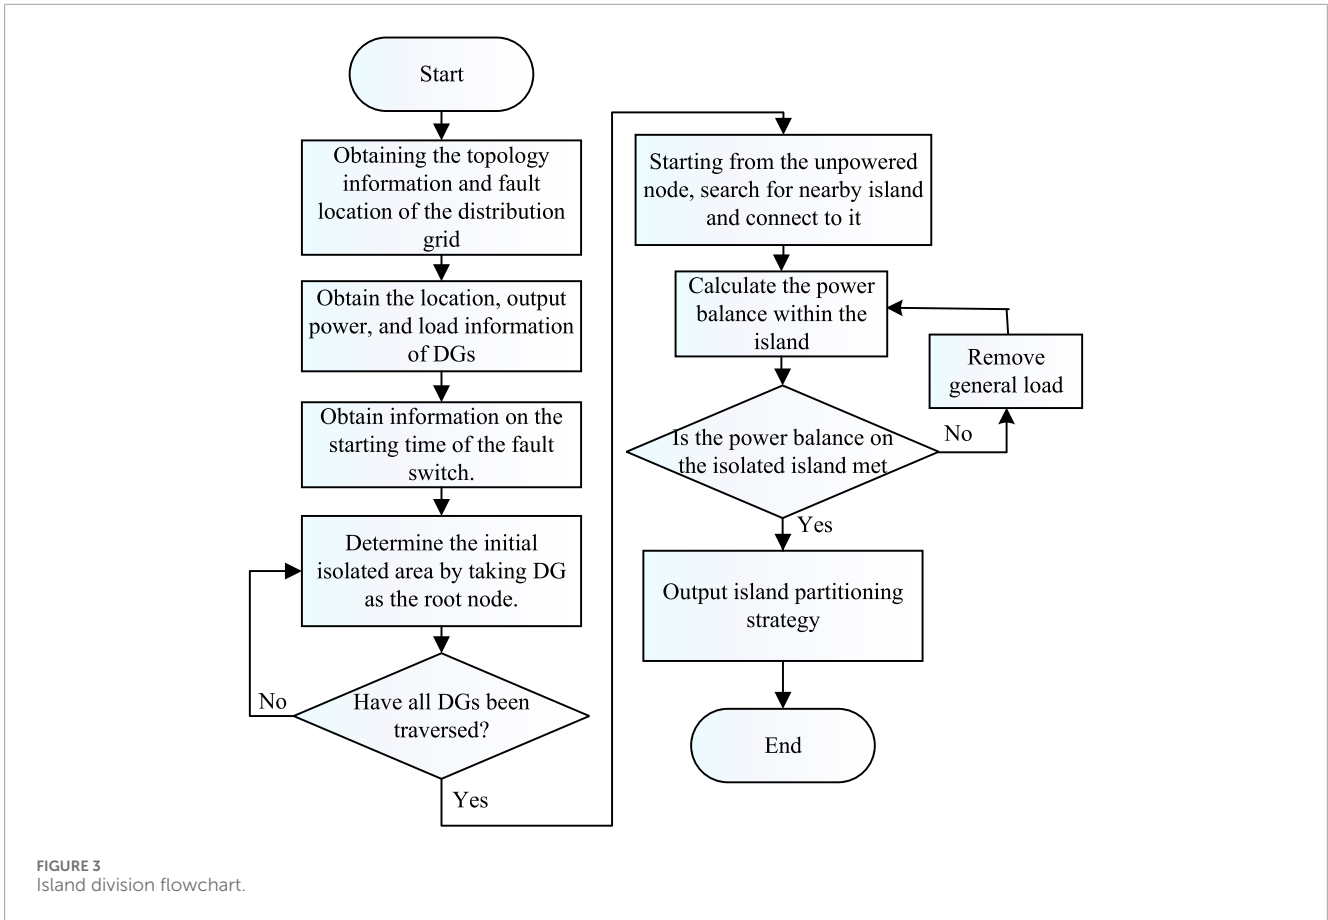 Start
Obtaining the topology
information and fault
location of the distribution
grid
Obtain the location, output
power, and load information
of DGs
Obtain information on the
starting time of the fault
switch.
Determine the initial
isolated area by taking DG
as the root node.
No
Have all DGs been
traversed?
Yes
Starting from the unpowered
node, search for nearby island
and connect to it
Calculate the power
balance within the
island
Remove
general load
No
Is the power balance on
the isolated island met
Yes
Output island partitioning
strategy
End
FIGURE 3
Island division flowchart.